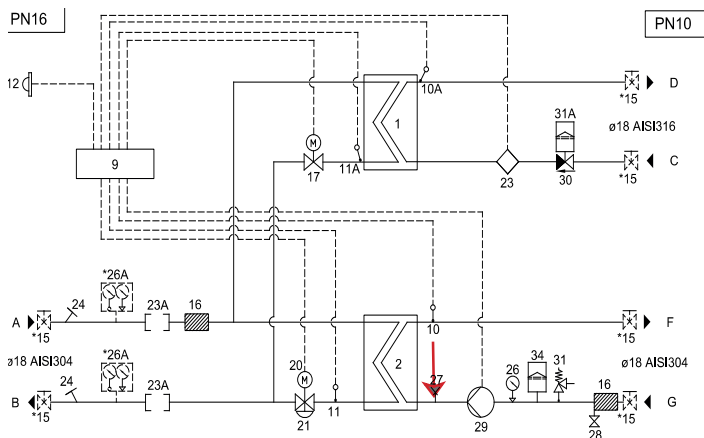 PN16
PN10
12
9
M
17
11A
1
10A
*15
D
31A
ø18 AISI316
23
30
*15
C
*26A
24
23A
16
A
*15
10
*15
F
ø18 AISI304
*26A
24
23A
B
*15
20
M
21
11
2
27
29
26
34
31
ø18 AISI304
16
28
*15
G